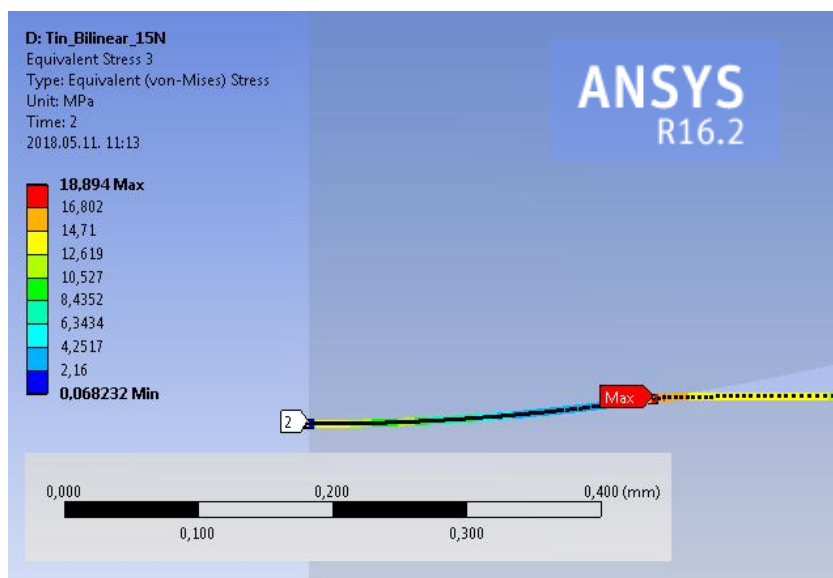 D: Tin_Bilinear_15N
Equivalent Stress 3
Type: Equivalent (von-Mises) Stress
Unit: MPa
Time: 2
2018.05.11. 11:13
ANSYS
R16.2
18,894 Max
16,802
14,71
12,619
10,527
8,4352
6,3434
4,2517
2,16
0,068232 Min
Max
2
0,000 0,200 0,400 (mm)
0,100 0,300